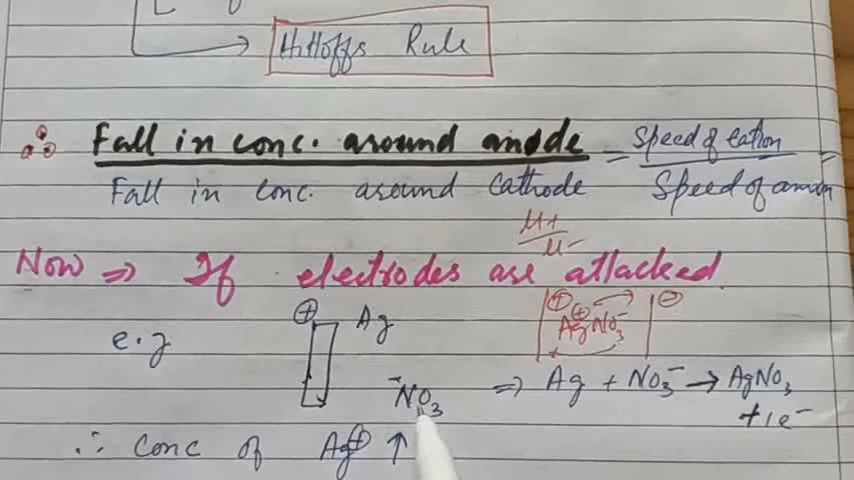 Hittoffs Rule
∴ Fall in conc. around anode = Speed of cation =
Fall in conc. around cathode Speed of anion
μ+
μ-
Now ⇒ If electrodes are attacked.
⊕ Ag ⊕ AgNO3- ⊖
e.g NO3- ⇒ Ag + NO3- → AgNO3
+1e-
∴ conc of Ag⊕ ↑